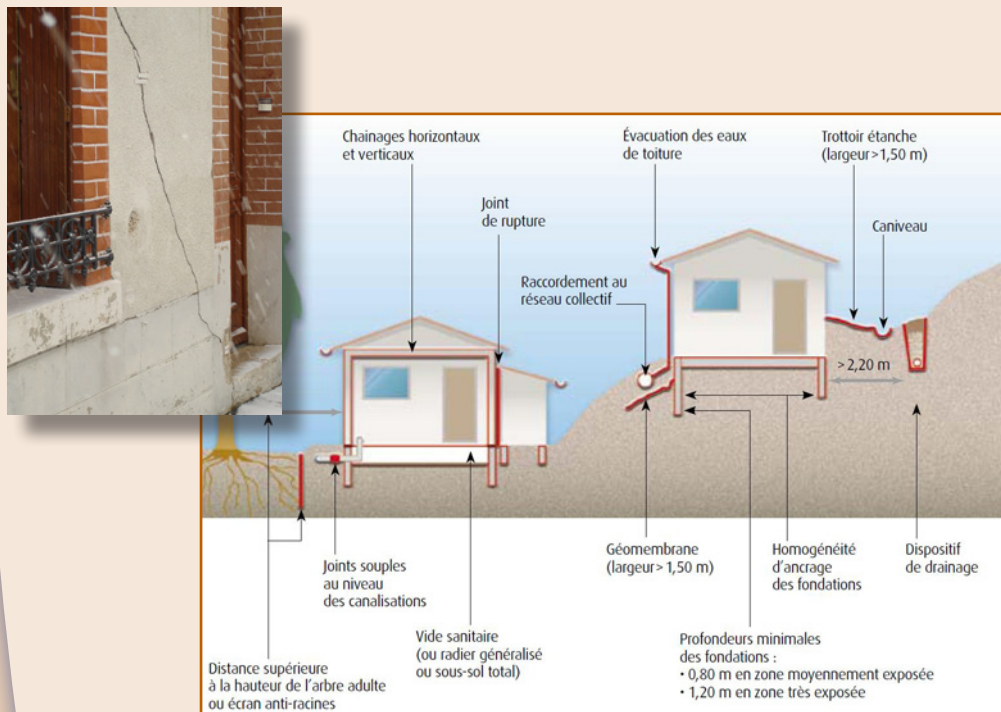 Chainages horizontaux
et verticaux
Évacuation des eaux
de toiture
Trottoir étanche
(largeur>1,50 m)
Joint
de rupture
Caniveau
Raccordement au
réseau collectif
>2,20 m
Joints souples
au niveau
des canalisations
Géomembrane
(largeur>1,50 m)
Homogénéité
d'ancrage
des fondations
Dispositif
de drainage
Vide sanitaire
(ou radier généralisé
ou sous-sol total)
Profondeurs minimales
des fondations :
• 0,80 m en zone moyennement exposée
• 1,20 m en zone très exposée
Distance supérieure
à la hauteur de l'arbre adulte
ou écran anti-racines